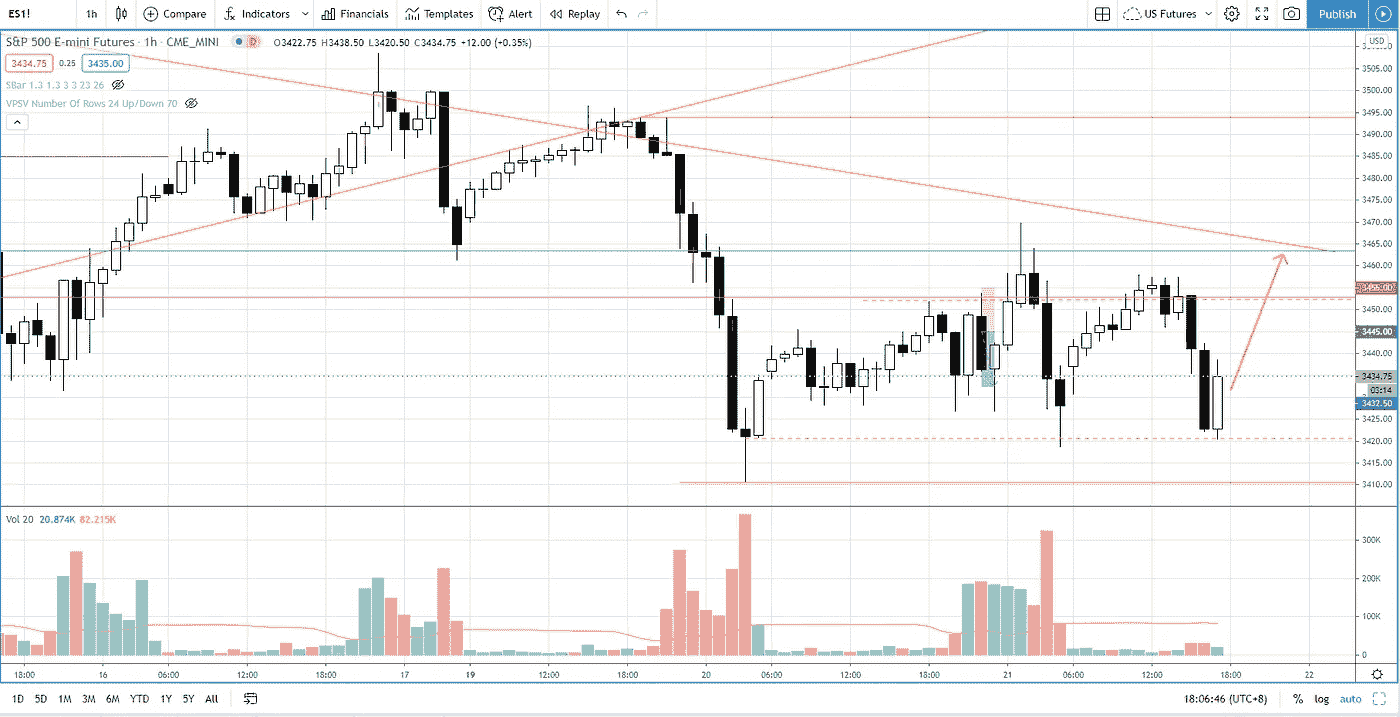 ES1! 1h Compare Indicators Financials Templates Alert Replay US Futures Publish
S&P 500 E-mini Futures · 1h · CME_MINI D O3422.75 H3438.50 L3420.50 C3434.75 +12.00 (+0.35%) USD
3434.75 0.25 3435.00
SBar 1.3 1.3 3 3 23 26
VPSV Number Of Rows 24 Up/Down 70
3505.00
3500.00
3495.00
3490.00
3485.00
3480.00
3475.00
3470.00
3465.00
3460.00
3455.00
3450.00
3445.00
3440.00
3434.75
03:14
3432.50
3425.00
3420.00
3415.00
3410.00
Vol 20 20.874K 82.215K
300K
200K
100K
0
18:00 16 06:00 12:00 18:00 17 19 12:00 18:00 20 06:00 12:00 18:00 21 06:00 12:00 18:00 22
1D 5D 1M 3M 6M YTD 1Y 5Y All 18:06:46 (UTC+8) % log auto